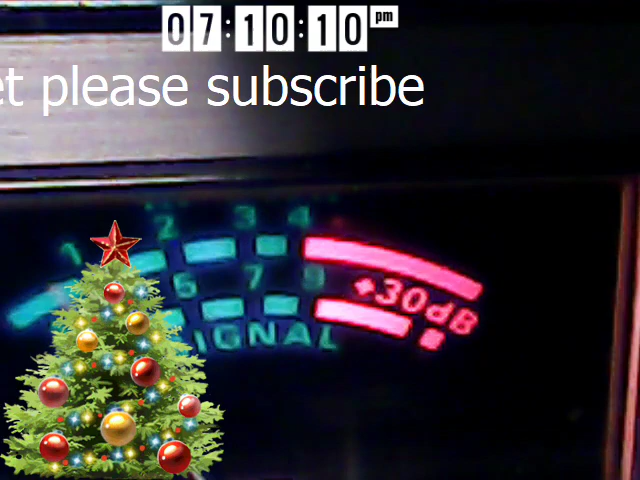 07:10:10 pm
et please subscribe
1 2 3 4
5 7 9
+30dB
IGNAL